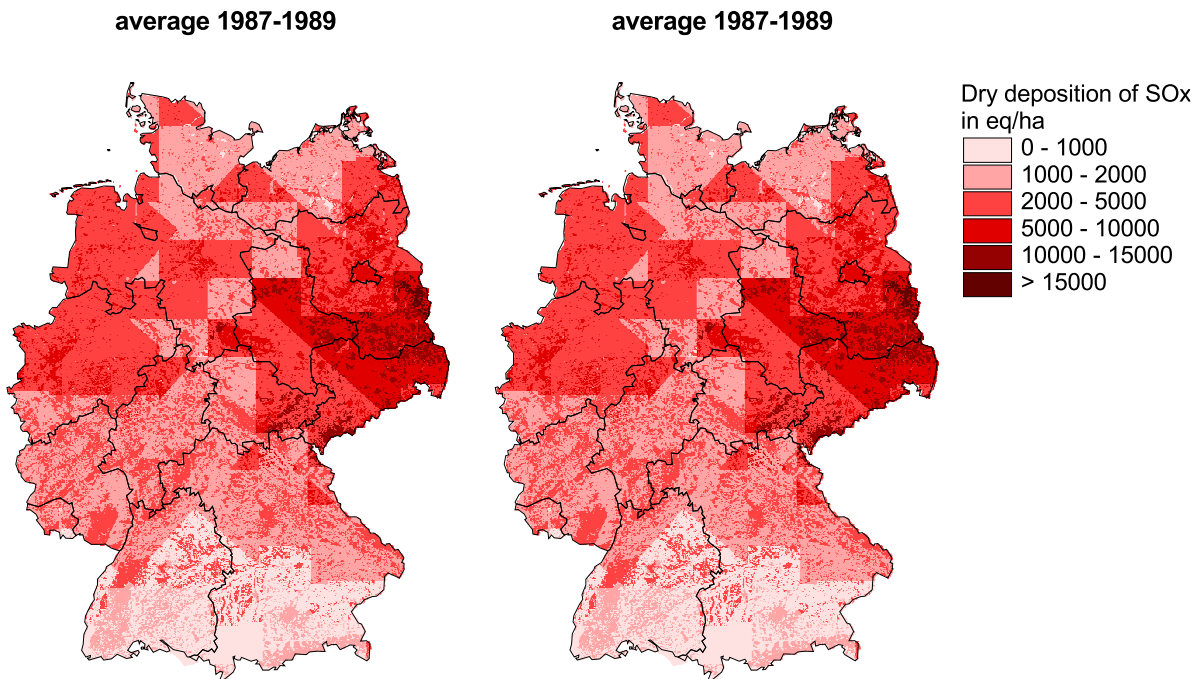 average 1987-1989
average 1987-1989
Dry deposition of SOx
in eq/ha
0 - 1000
1000 - 2000
2000 - 5000
5000 - 10000
10000 - 15000
> 15000